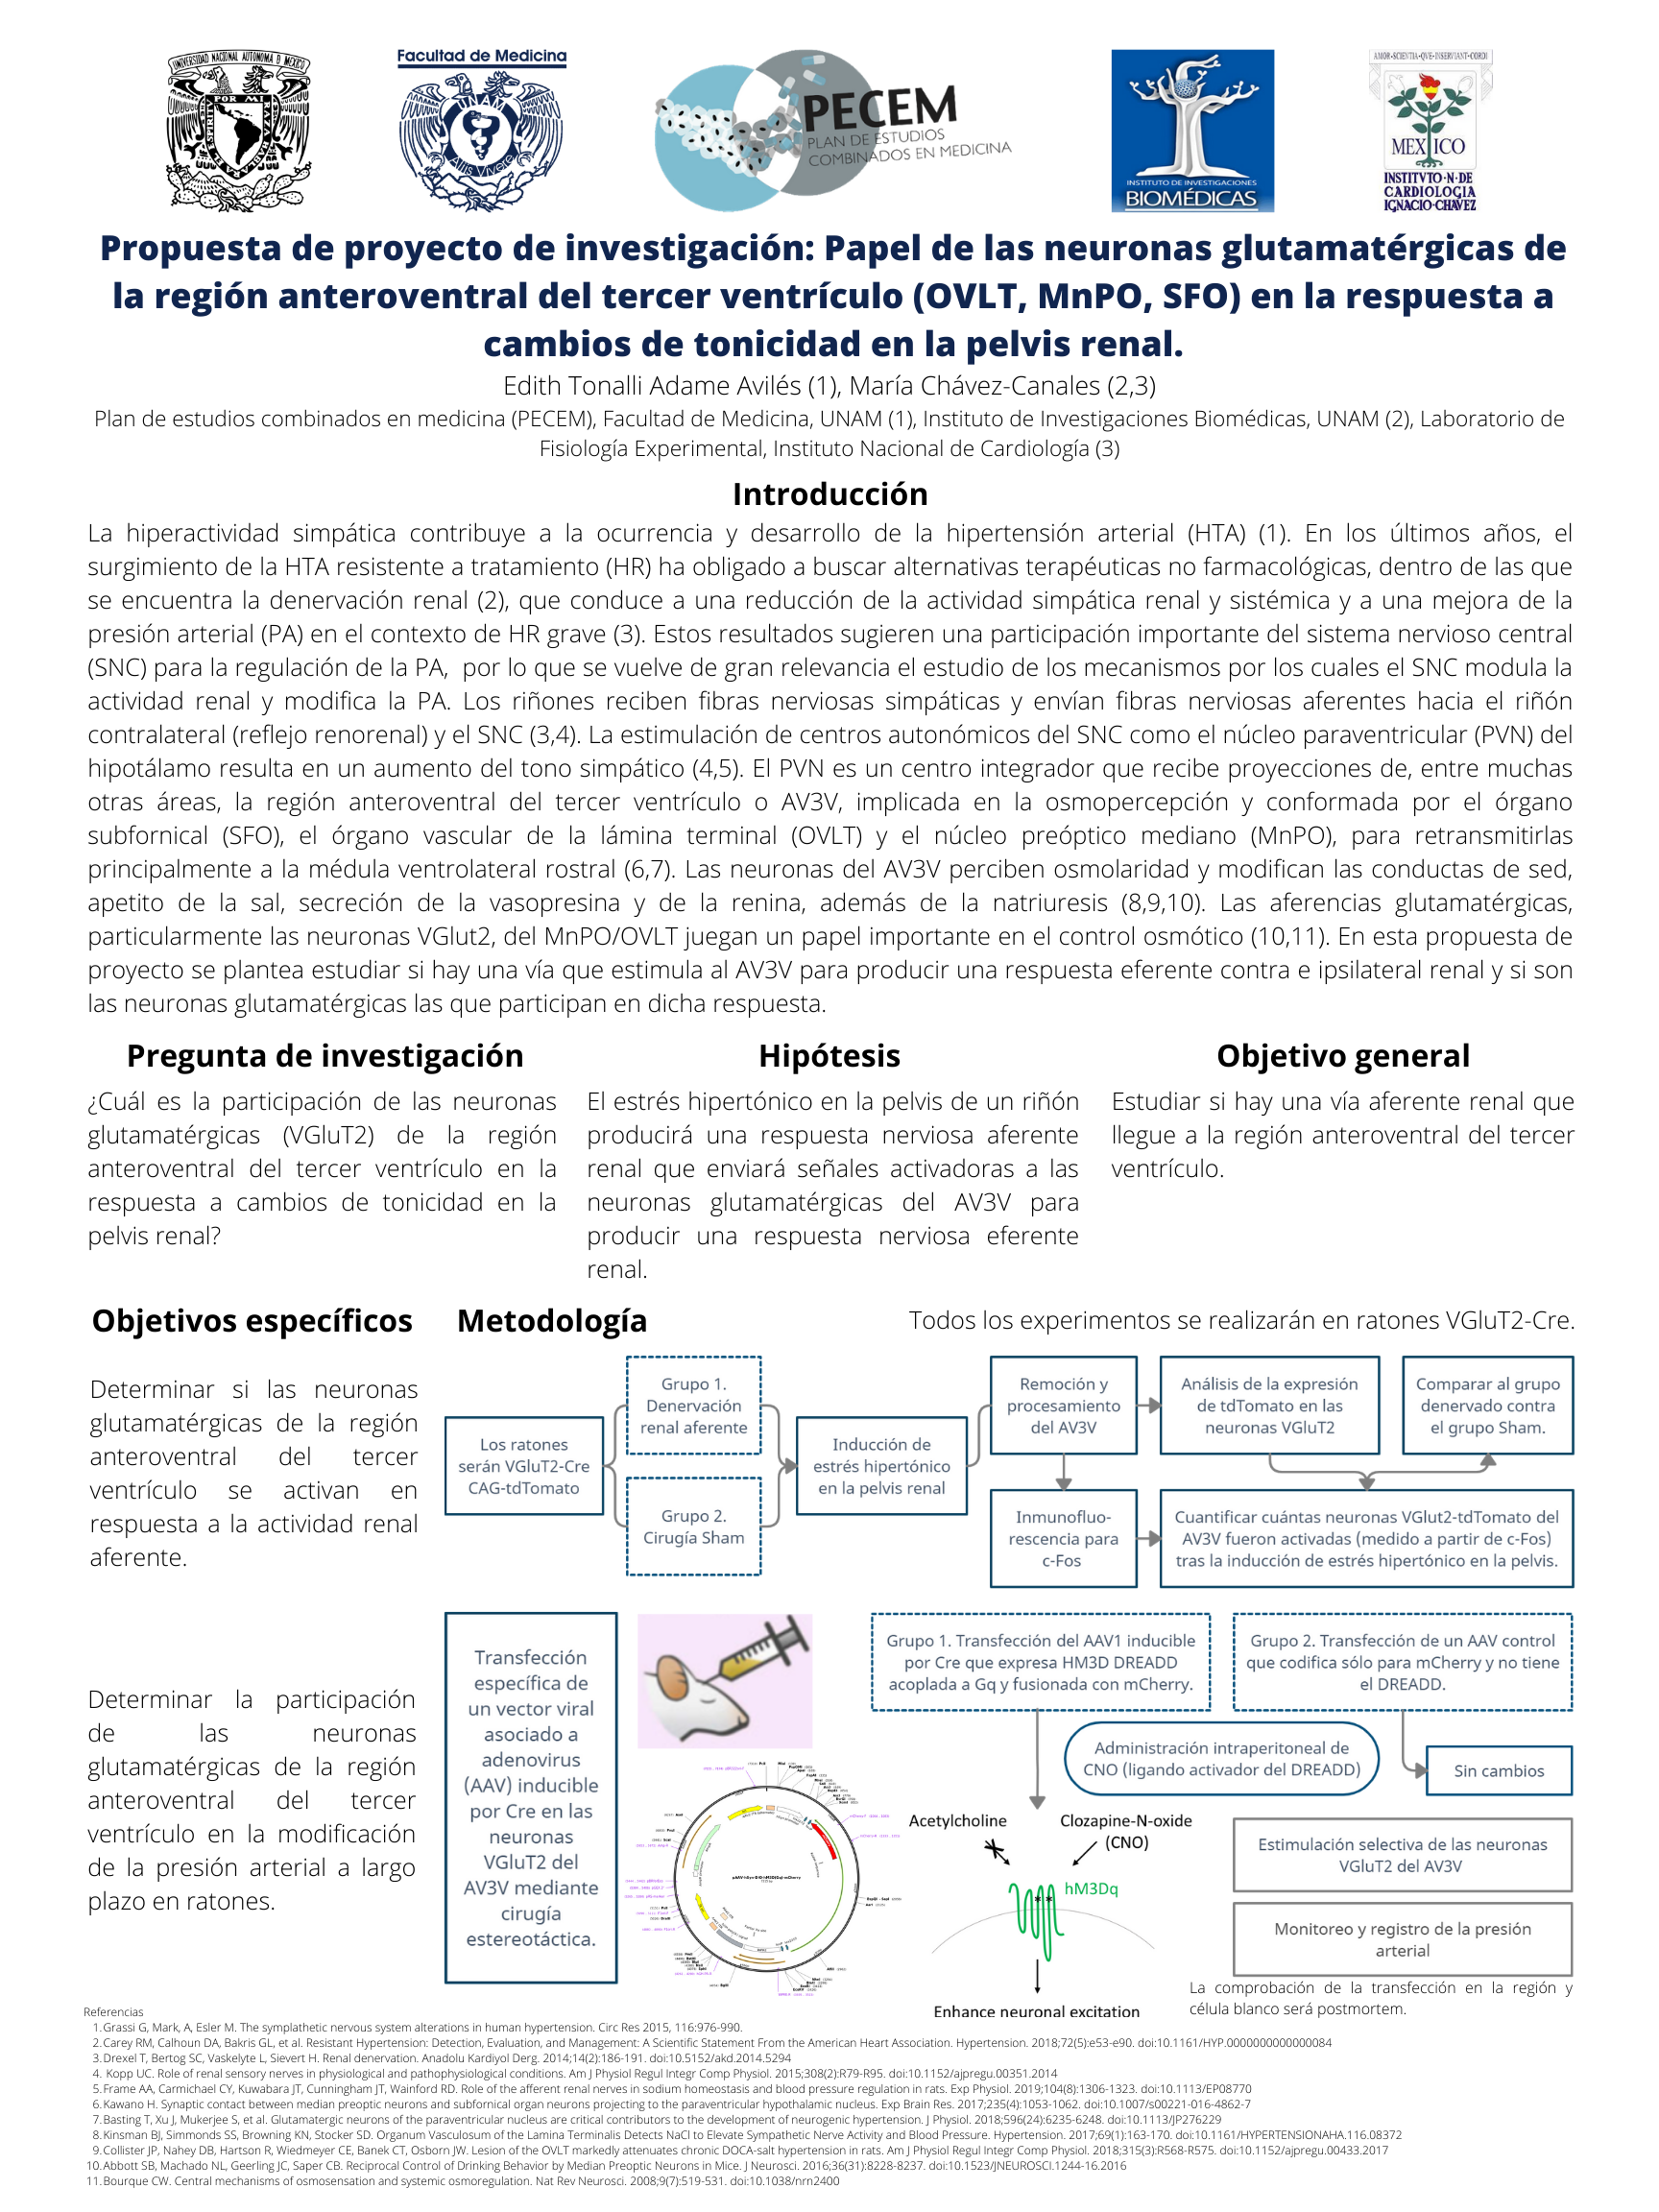 UNIVERSIDAD NACIONAL AUTONOMA D MEXICO
POR MI RAZA
Facultad de Medicina
UNAM
Aliis Vivere
PECEM
PLAN DE ESTUDIOS
COMBINADOS EN MEDICINA
INSTITUTO DE INVESTIGACIONES
BIOMÉDICAS
AMOR·SCIENTIA·QVE·INSERVIANT·CORDI
MEXICO
INSTITVTO·N·DE
CARDIOLOGIA
IGNACIO·CHAVEZ
Propuesta de proyecto de investigación: Papel de las neuronas glutamatérgicas de
la región anteroventral del tercer ventrículo (OVLT, MnPO, SFO) en la respuesta a
cambios de tonicidad en la pelvis renal.
Edith Tonalli Adame Avilés (1), María Chávez-Canales (2,3)
Plan de estudios combinados en medicina (PECEM), Facultad de Medicina, UNAM (1), Instituto de Investigaciones Biomédicas, UNAM (2), Laboratorio de
Fisiología Experimental, Instituto Nacional de Cardiología (3)
Introducción
La hiperactividad simpática contribuye a la ocurrencia y desarrollo de la hipertensión arterial (HTA) (1). En los últimos años, el
surgimiento de la HTA resistente a tratamiento (HR) ha obligado a buscar alternativas terapéuticas no farmacológicas, dentro de las que
se encuentra la denervación renal (2), que conduce a una reducción de la actividad simpática renal y sistémica y a una mejora de la
presión arterial (PA) en el contexto de HR grave (3). Estos resultados sugieren una participación importante del sistema nervioso central
(SNC) para la regulación de la PA, por lo que se vuelve de gran relevancia el estudio de los mecanismos por los cuales el SNC modula la
actividad renal y modifica la PA. Los riñones reciben fibras nerviosas simpáticas y envían fibras nerviosas aferentes hacia el riñón
contralateral (reflejo renorenal) y el SNC (3,4). La estimulación de centros autonómicos del SNC como el núcleo paraventricular (PVN) del
hipotálamo resulta en un aumento del tono simpático (4,5). El PVN es un centro integrador que recibe proyecciones de, entre muchas
otras áreas, la región anteroventral del tercer ventrículo o AV3V, implicada en la osmopercepción y conformada por el órgano
subfornical (SFO), el órgano vascular de la lámina terminal (OVLT) y el núcleo preóptico mediano (MnPO), para retransmitirlas
principalmente a la médula ventrolateral rostral (6,7). Las neuronas del AV3V perciben osmolaridad y modifican las conductas de sed,
apetito de la sal, secreción de la vasopresina y de la renina, además de la natriuresis (8,9,10). Las aferencias glutamatérgicas,
particularmente las neuronas VGlut2, del MnPO/OVLT juegan un papel importante en el control osmótico (10,11). En esta propuesta de
proyecto se plantea estudiar si hay una vía que estimula al AV3V para producir una respuesta eferente contra e ipsilateral renal y si son
las neuronas glutamatérgicas las que participan en dicha respuesta.
Pregunta de investigación
¿Cuál es la participación de las neuronas
glutamatérgicas (VGluT2) de la región
anteroventral del tercer ventrículo en la
respuesta a cambios de tonicidad en la
pelvis renal?
Hipótesis
El estrés hipertónico en la pelvis de un riñón
producirá una respuesta nerviosa aferente
renal que enviará señales activadoras a las
neuronas glutamatérgicas del AV3V para
producir una respuesta nerviosa eferente
renal.
Objetivo general
Estudiar si hay una vía aferente renal que
llegue a la región anteroventral del tercer
ventrículo.
Objetivos específicos
Determinar si las neuronas
glutamatérgicas de la región
anteroventral del tercer
ventrículo se activan en
respuesta a la actividad renal
aferente.
Determinar la participación
de las neuronas
glutamatérgicas de la región
anteroventral del tercer
ventrículo en la modificación
de la presión arterial a largo
plazo en ratones.
Metodología
Todos los experimentos se realizarán en ratones VGluT2-Cre.
Los ratones
serán VGluT2-Cre
CAG-tdTomato
Grupo 1.
Denervación
renal aferente
Grupo 2.
Cirugía Sham
Inducción de
estrés hipertónico
en la pelvis renal
Remoción y
procesamiento
del AV3V
Inmunofluo-
rescencia para
c-Fos
Análisis de la expresión
de tdTomato en las
neuronas VGluT2
Comparar al grupo
denervado contra
el grupo Sham.
Cuantificar cuántas neuronas VGlut2-tdTomato del
AV3V fueron activadas (medido a partir de c-Fos)
tras la inducción de estrés hipertónico en la pelvis.
Transfección
específica de
un vector viral
asociado a
adenovirus
(AAV) inducible
por Cre en las
neuronas
VGluT2 del
AV3V mediante
cirugía
estereotáctica.
Grupo 1. Transfección del AAV1 inducible
por Cre que expresa HM3D DREADD
acoplada a Gq y fusionada con mCherry.
Grupo 2. Transfección de un AAV control
que codifica sólo para mCherry y no tiene
el DREADD.
Administración intraperitoneal de
CNO (ligando activador del DREADD)
Sin cambios
Acetylcholine
Clozapine-N-oxide
(CNO)
hM3Dq
Enhance neuronal excitation
Estimulación selectiva de las neuronas
VGluT2 del AV3V
Monitoreo y registro de la presión
arterial
La comprobación de la transfección en la región y
célula blanco será postmortem.
Referencias
1. Grassi G, Mark, A, Esler M. The symplathetic nervous system alterations in human hypertension. Circ Res 2015, 116:976-990.
2. Carey RM, Calhoun DA, Bakris GL, et al. Resistant Hypertension: Detection, Evaluation, and Management: A Scientific Statement From the American Heart Association. Hypertension. 2018;72(5):e53-e90. doi:10.1161/HYP.0000000000000084
3. Drexel T, Bertog SC, Vaskelyte L, Sievert H. Renal denervation. Anadolu Kardiyol Derg. 2014;14(2):186-191. doi:10.5152/akd.2014.5294
4. Kopp UC. Role of renal sensory nerves in physiological and pathophysiological conditions. Am J Physiol Regul Integr Comp Physiol. 2015;308(2):R79-R95. doi:10.1152/ajpregu.00351.2014
5. Frame AA, Carmichael CY, Kuwabara JT, Cunningham JT, Wainford RD. Role of the afferent renal nerves in sodium homeostasis and blood pressure regulation in rats. Exp Physiol. 2019;104(8):1306-1323. doi:10.1113/EP08770
6. Kawano H. Synaptic contact between median preoptic neurons and subfornical organ neurons projecting to the paraventricular hypothalamic nucleus. Exp Brain Res. 2017;235(4):1053-1062. doi:10.1007/s00221-016-4862-7
7. Basting T, Xu J, Mukerjee S, et al. Glutamatergic neurons of the paraventricular nucleus are critical contributors to the development of neurogenic hypertension. J Physiol. 2018;596(24):6235-6248. doi:10.1113/JP276229
8. Kinsman BJ, Simmonds SS, Browning KN, Stocker SD. Organum Vasculosum of the Lamina Terminalis Detects NaCl to Elevate Sympathetic Nerve Activity and Blood Pressure. Hypertension. 2017;69(1):163-170. doi:10.1161/HYPERTENSIONAHA.116.08372
9. Collister JP, Nahey DB, Hartson R, Wiedmeyer CE, Banek CT, Osborn JW. Lesion of the OVLT markedly attenuates chronic DOCA-salt hypertension in rats. Am J Physiol Regul Integr Comp Physiol. 2018;315(3):R568-R575. doi:10.1152/ajpregu.00433.2017
10. Abbott SB, Machado NL, Geerling JC, Saper CB. Reciprocal Control of Drinking Behavior by Median Preoptic Neurons in Mice. J Neurosci. 2016;36(31):8228-8237. doi:10.1523/JNEUROSCI.1244-16.2016
11. Bourque CW. Central mechanisms of osmosensation and systemic osmoregulation. Nat Rev Neurosci. 2008;9(7):519-531. doi:10.1038/nrn2400